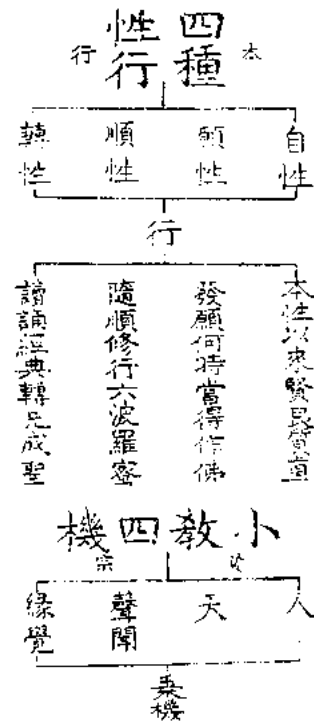 四種
性行
本
行
自性
願性
順性
轉性
行
本性以來賢良質直
發願何時當得作佛
隨順修行六波羅蜜
讀誦經典轉凡成聖
小教四機
宗
人
天
聲聞
緣覺
乘機